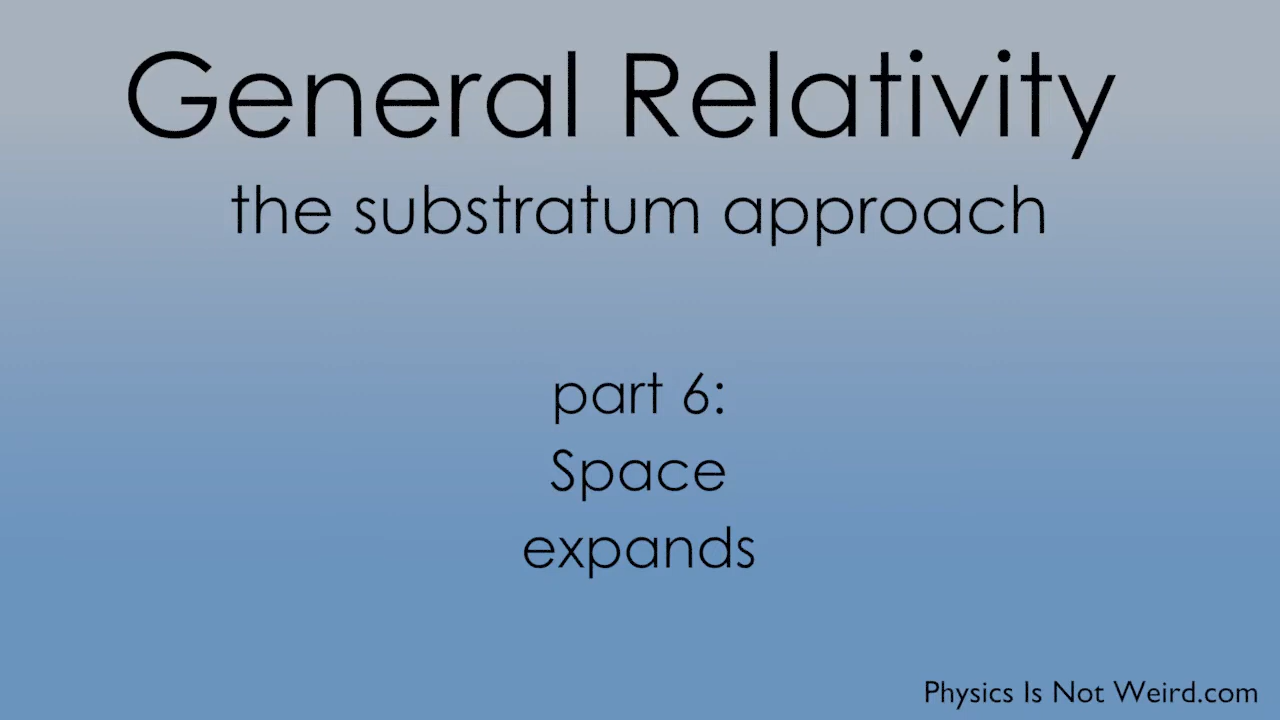 General Relativity
the substratum approach
part 6:
Space
expands
Physics Is Not Weird.com